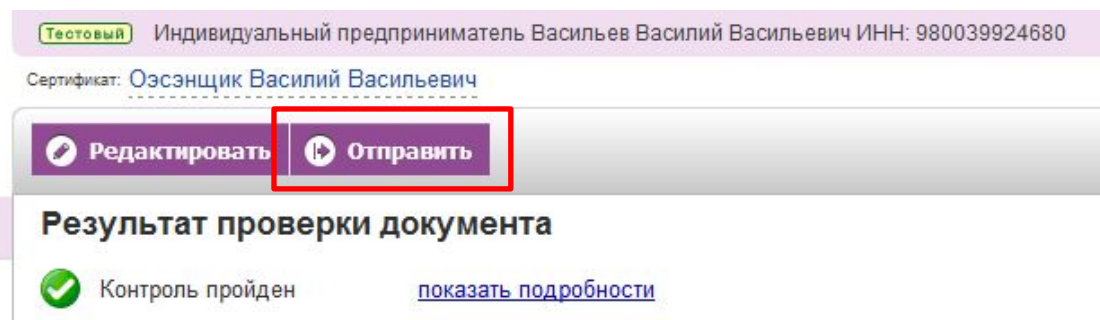 Тестовый Индивидуальный предприниматель Васильев Василий Васильевич ИНН: 980039924680
Сертификат: Оэсэнщик Василий Васильевич
Редактировать Отправить
Результат проверки документа
Контроль пройден показать подробности